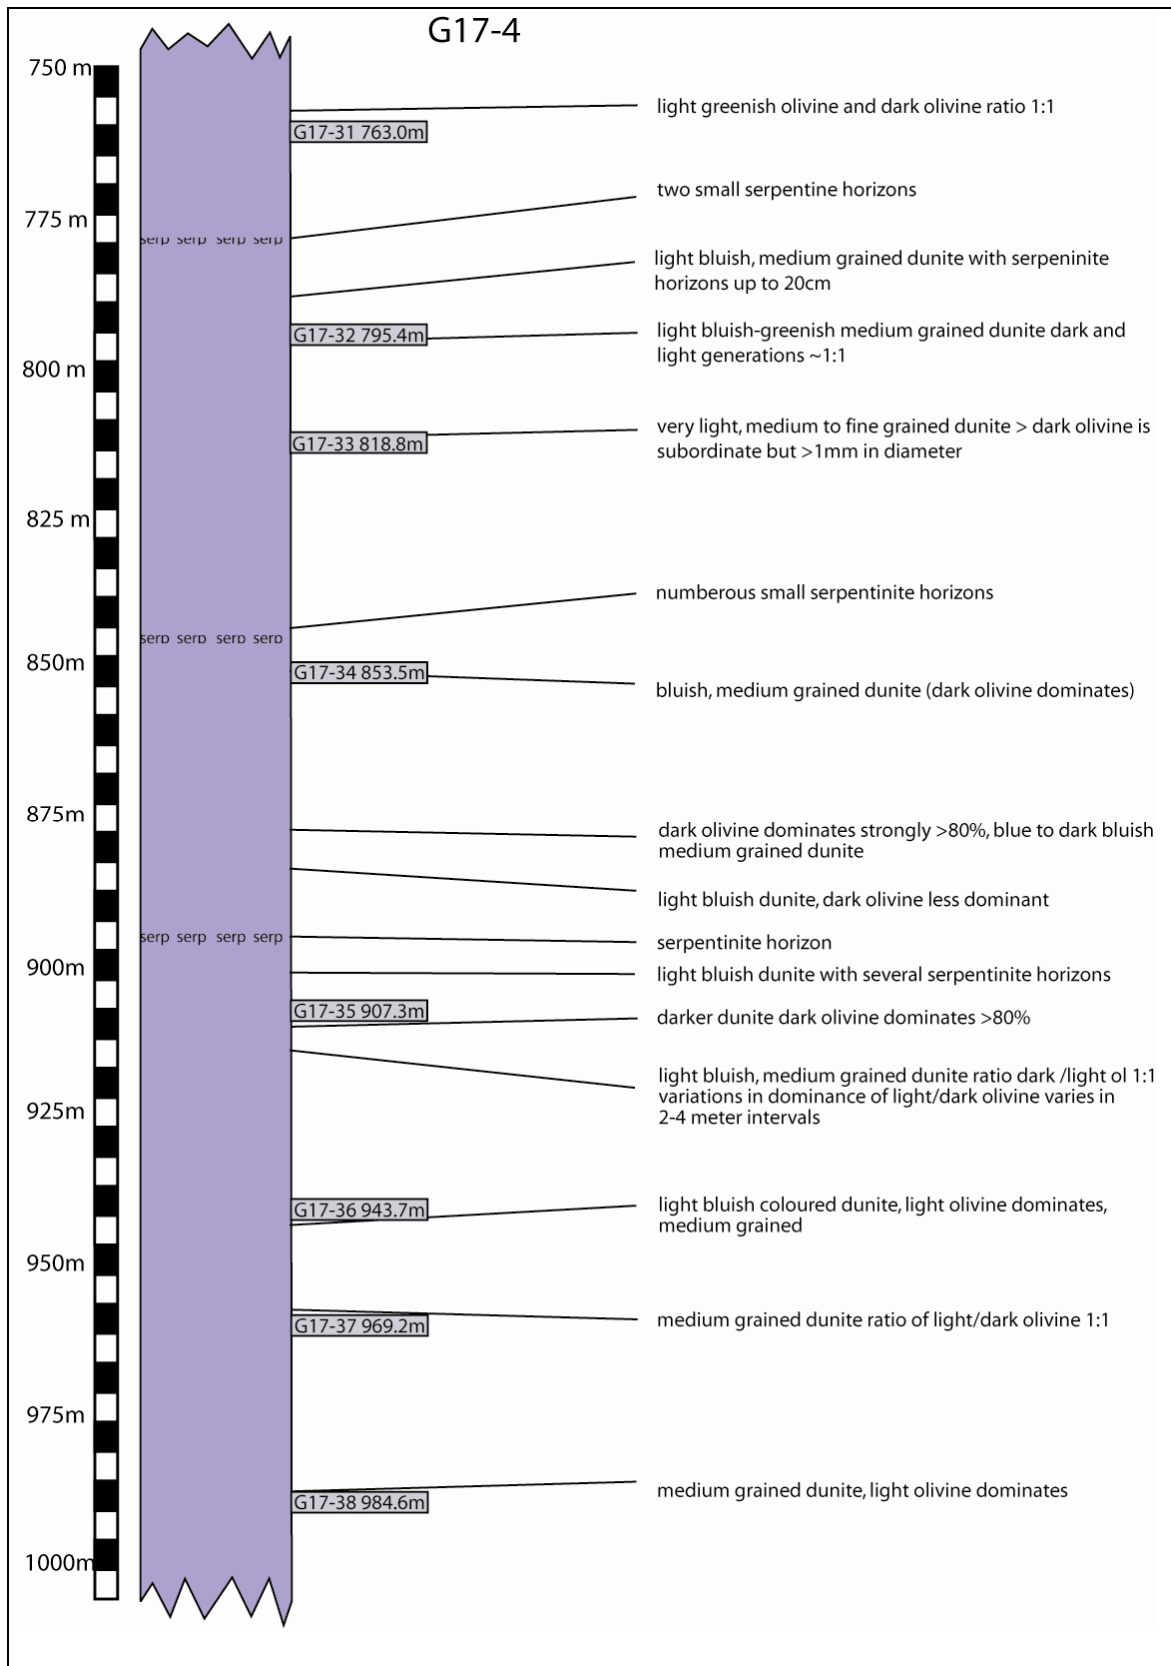 G17-4
750 m
light greenish olivine and dark olivine ratio 1:1
G17-31 763.0m
two small serpentine horizons
775 m
serp serp serp serp
light bluish, medium grained dunite with serpeninite
horizons up to 20cm
G17-32 795.4m
light bluish-greenish medium grained dunite dark and
light generations ~1:1
800 m
very light, medium to fine grained dunite > dark olivine is
subordinate but >1mm in diameter
G17-33 818.8m
825 m
numberous small serpentinite horizons
serp serp serp serp
850m
G17-34 853.5m
bluish, medium grained dunite (dark olivine dominates)
875m
dark olivine dominates strongly >80%, blue to dark bluish
medium grained dunite
light bluish dunite, dark olivine less dominant
serp serp serp serp
serpentinite horizon
900m
light bluish dunite with several serpentinite horizons
G17-35 907.3m
darker dunite dark olivine dominates >80%
light bluish, medium grained dunite ratio dark /light ol 1:1
variations in dominance of light/dark olivine varies in
2-4 meter intervals
925m
G17-36 943.7m
light bluish coloured dunite, light olivine dominates,
medium grained
950m
medium grained dunite ratio of light/dark olivine 1:1
G17-37 969.2m
975m
medium grained dunite, light olivine dominates
G17-38 984.6m
1000m